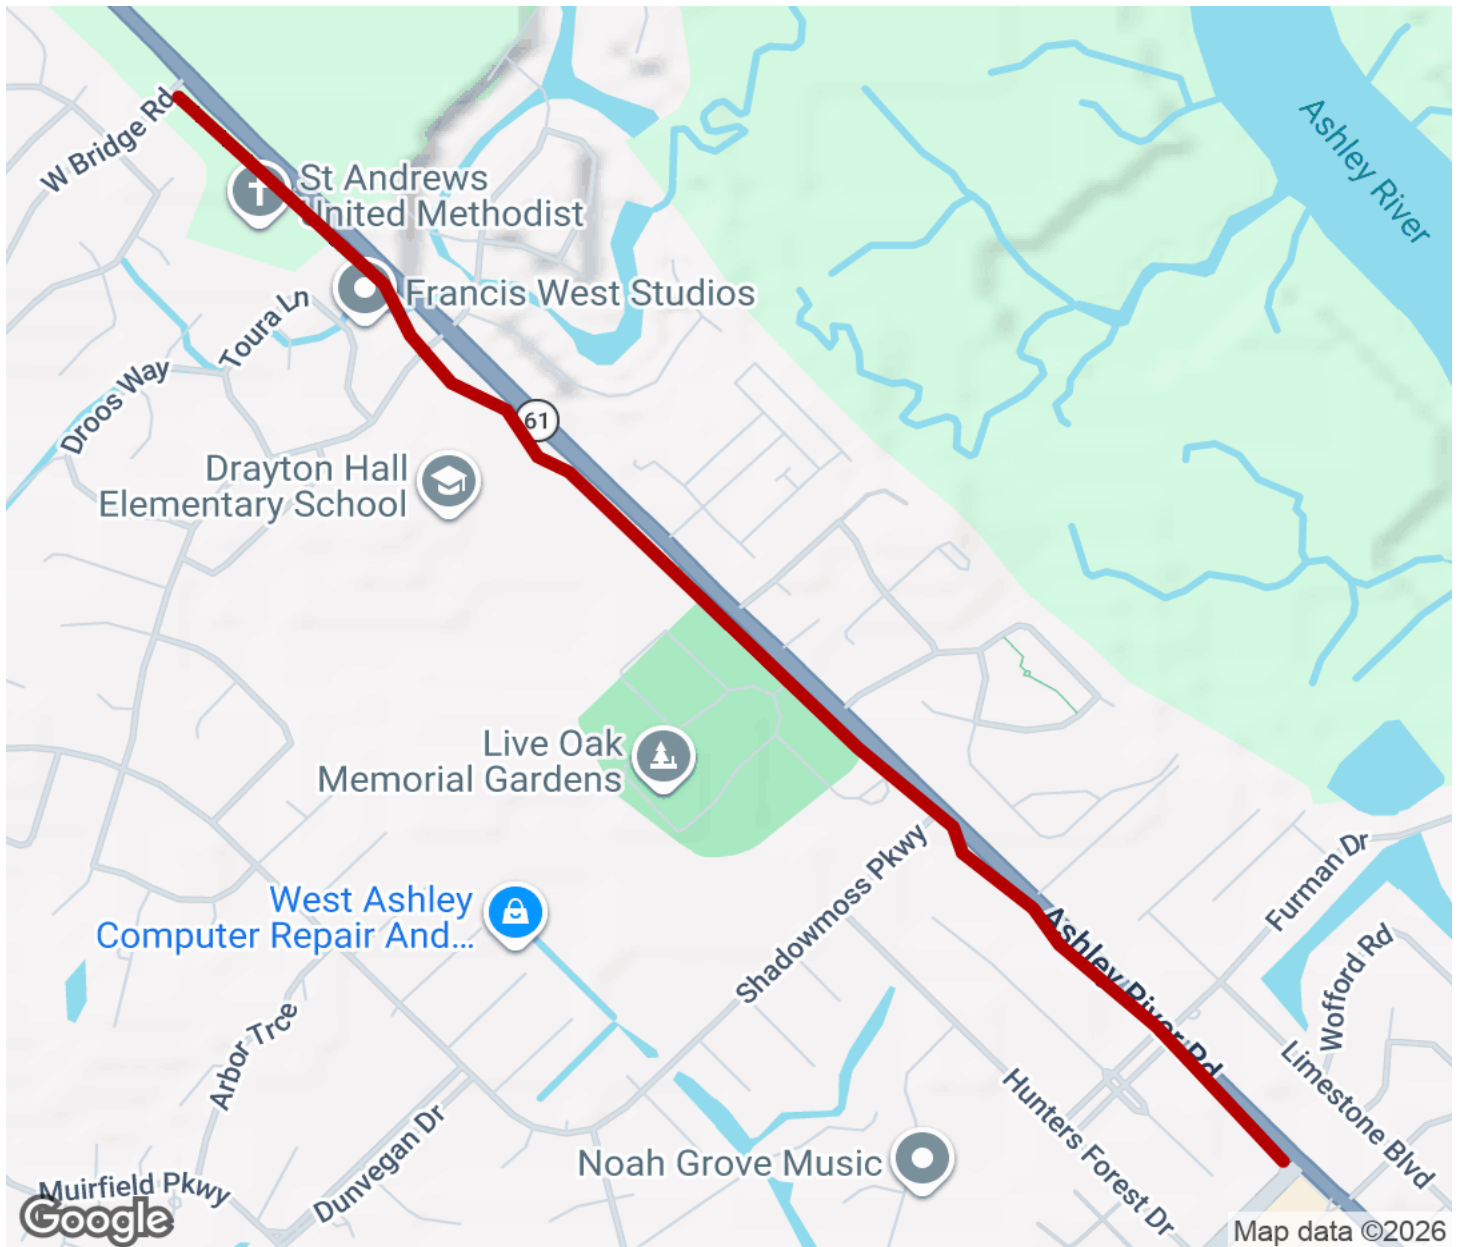 Ashley River
W Bridge Rd
St Andrews
United Methodist
Francis West Studios
Toura Ln
Droos Way
61
Drayton Hall
Elementary School
Live Oak
Memorial Gardens
Shadowmoss Pkwy
Furman Dr
West Ashley
Computer Repair And...
Ashley River Rd
Wofford Rd
Arbor Trce
Limestone Blvd
Hunters Forest Dr
Dunvegan Dr
Noah Grove Music
Muirfield Pkwy
Google
Map data ©2026